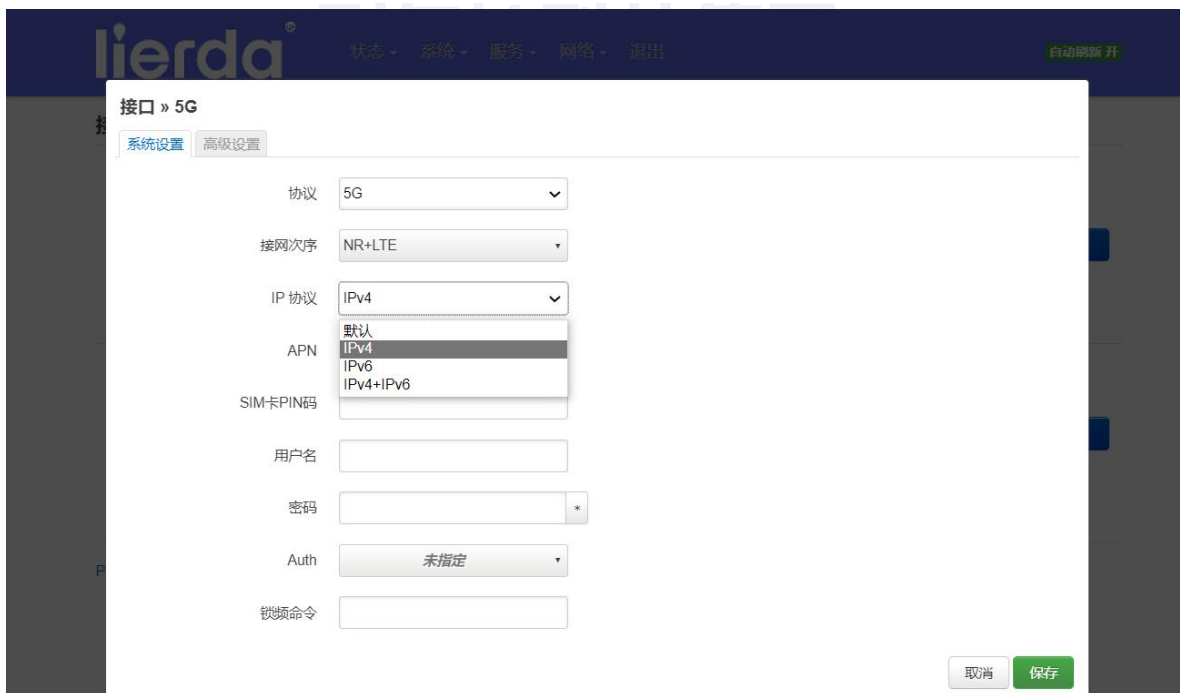 lierda®
状态 系统 服务 网络 退出
自动刷新 开
接口 » 5G
系统设置 高级设置
协议 5G
接网次序 NR+LTE
IP 协议 IPv4
默认
APN IPv4
IPv6
IPv4+IPv6
SIM卡PIN码
用户名
密码 *
Auth 未指定
锁频命令
取消 保存